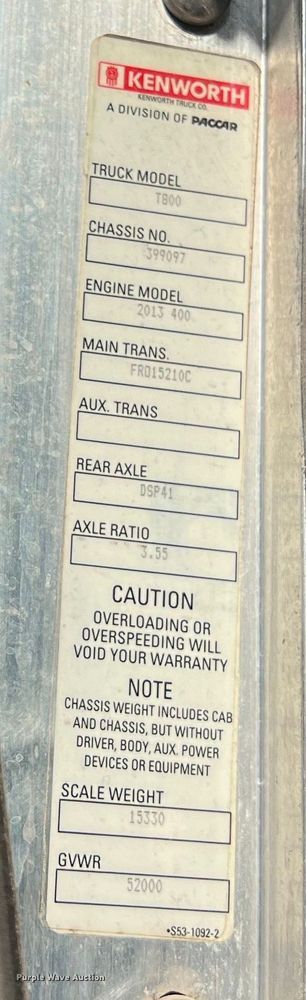 KENWORTH
KENWORTH TRUCK CO.
A DIVISION OF PACCAR
TRUCK MODEL
T800
CHASSIS NO.
399097
ENGINE MODEL
2013 400
MAIN TRANS.
FRO15210C
AUX. TRANS
REAR AXLE
DSP41
AXLE RATIO
3.55
CAUTION
OVERLOADING OR
OVERSPEEDING WILL
VOID YOUR WARRANTY
NOTE
CHASSIS WEIGHT INCLUDES CAB
AND CHASSIS, BUT WITHOUT
DRIVER, BODY, AUX. POWER
DEVICES OR EQUIPMENT
SCALE WEIGHT
15330
GVWR
52000
•S53-1092-2
Purple Wave Auction